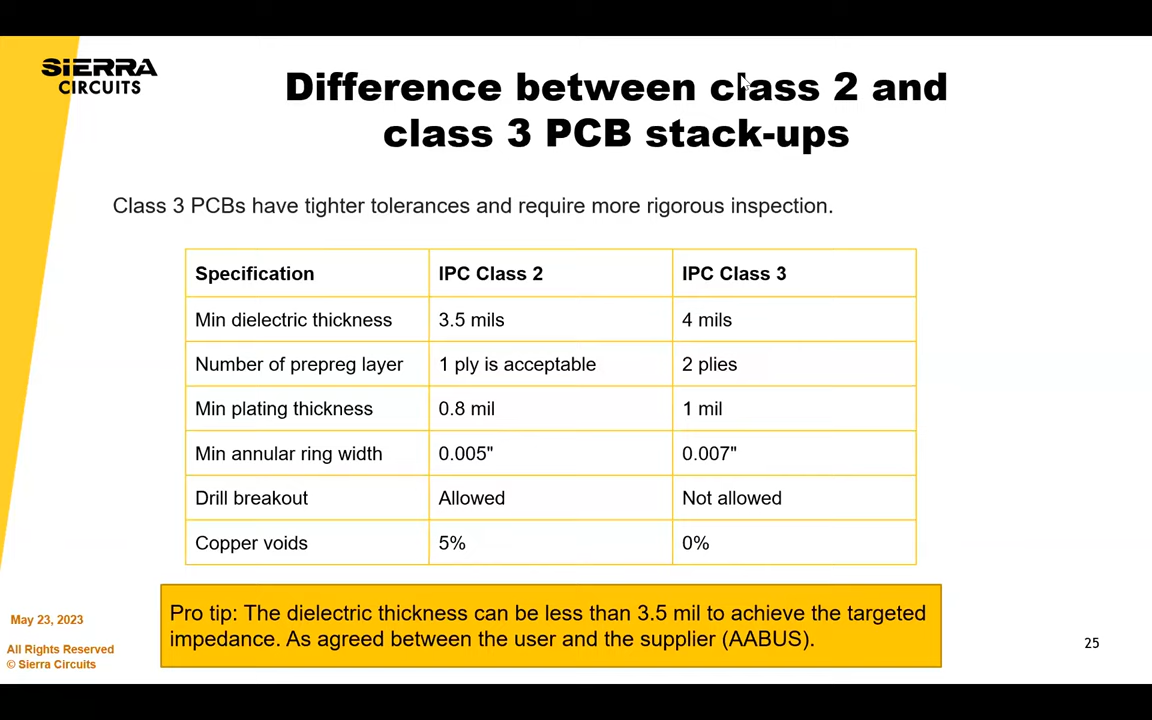 SIERRA
CIRCUITS
Difference between class 2 and
class 3 PCB stack-ups
Class 3 PCBs have tighter tolerances and require more rigorous inspection.
Specification IPC Class 2 IPC Class 3
Min dielectric thickness 3.5 mils 4 mils
Number of prepreg layer 1 ply is acceptable 2 plies
Min plating thickness 0.8 mil 1 mil
Min annular ring width 0.005" 0.007"
Drill breakout Allowed Not allowed
Copper voids 5% 0%
Pro tip: The dielectric thickness can be less than 3.5 mil to achieve the targeted
impedance. As agreed between the user and the supplier (AABUS).
May 23, 2023
All Rights Reserved
© Sierra Circuits
25